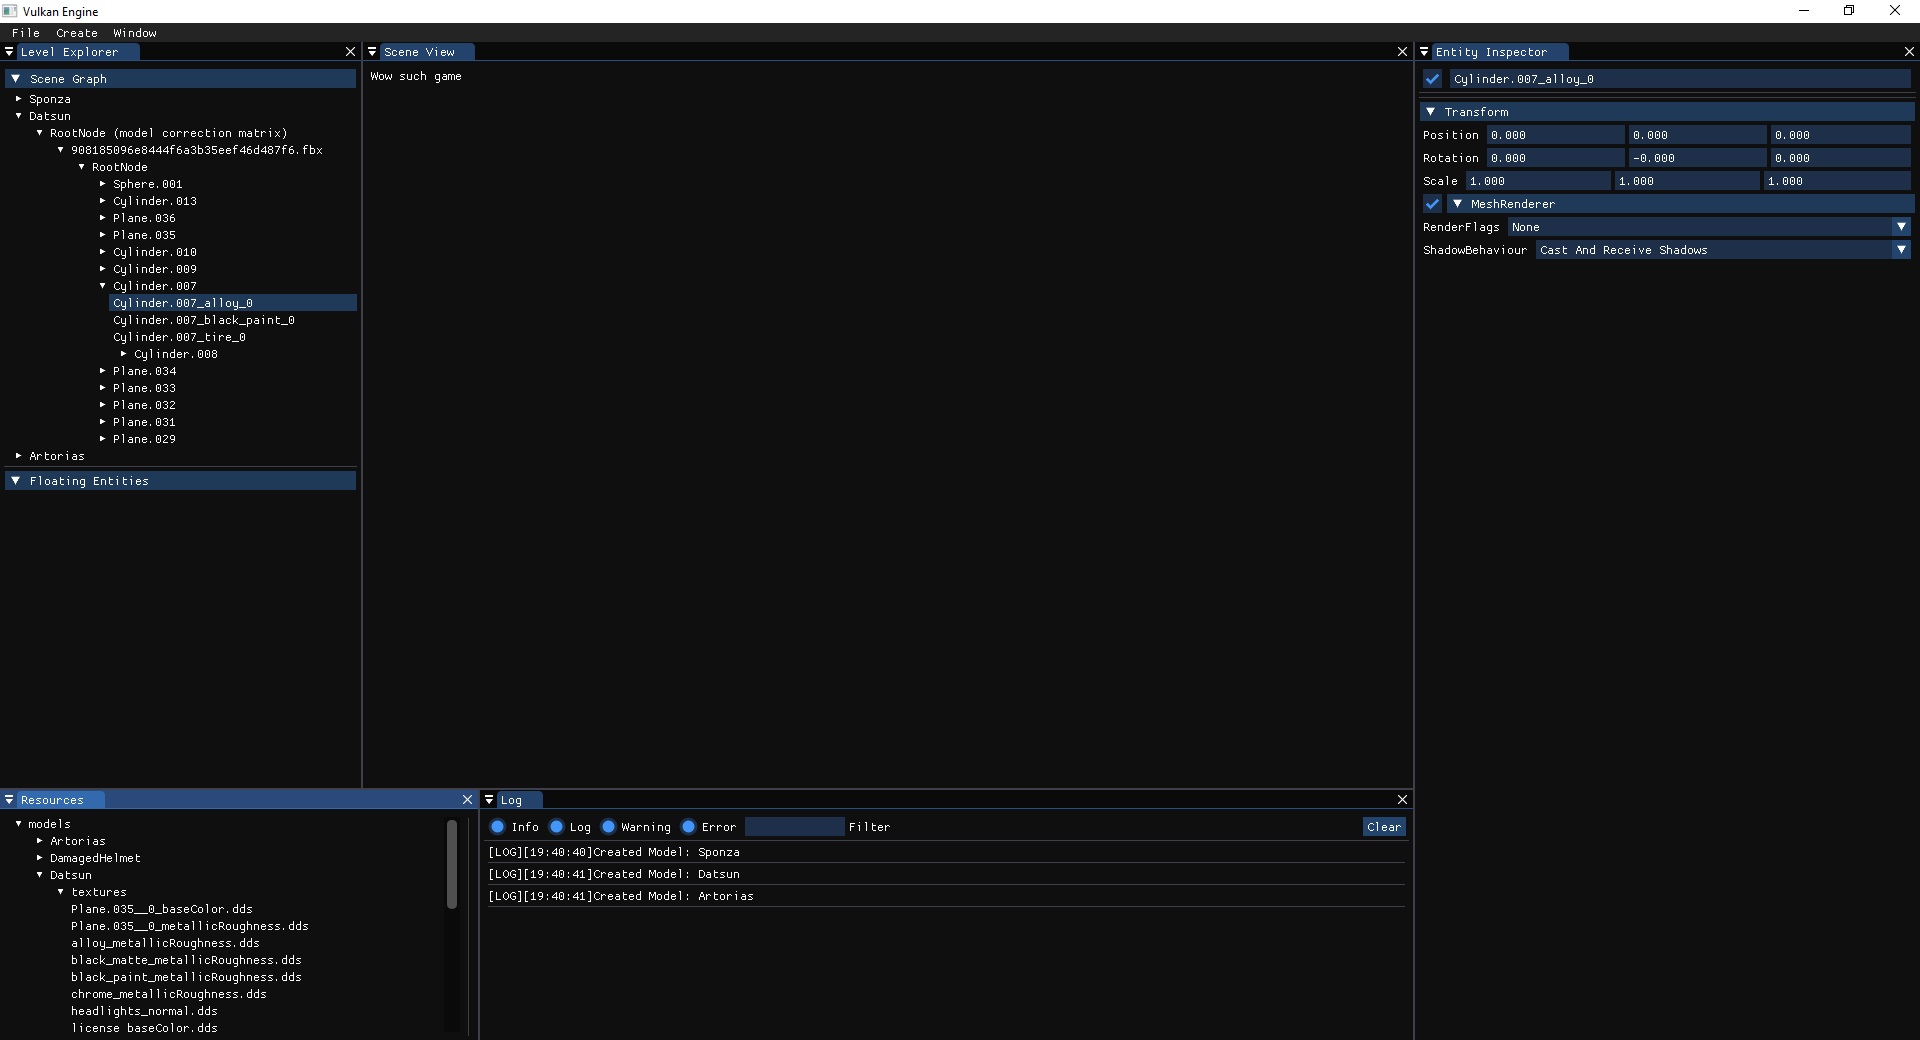 Vulkan Engine
File Create Window
Level Explorer
Scene Graph
Sponza
Datsun
RootNode (model correction matrix)
908185096e8444f6a3b35eef46d487f6.fbx
RootNode
Sphere.001
Cylinder.013
Plane.036
Plane.035
Cylinder.010
Cylinder.009
Cylinder.007
Cylinder.007_alloy_0
Cylinder.007_black_paint_0
Cylinder.007_tire_0
Cylinder.008
Plane.034
Plane.033
Plane.032
Plane.031
Plane.029
Artorias
Floating Entities
Scene View
Wow such game
Entity Inspector
Cylinder.007_alloy_0
Transform
Position 0.000 0.000 0.000
Rotation 0.000 -0.000 0.000
Scale 1.000 1.000 1.000
MeshRenderer
RenderFlags None
ShadowBehaviour Cast And Receive Shadows
Resources
models
Artorias
DamagedHelmet
Datsun
textures
Plane.035__0_baseColor.dds
Plane.035__0_metallicRoughness.dds
alloy_metallicRoughness.dds
black_matte_metallicRoughness.dds
black_paint_metallicRoughness.dds
chrome_metallicRoughness.dds
headlights_normal.dds
license_baseColor.dds
Log
Info Log Warning Error Filter Clear
[LOG][19:40:40]Created Model: Sponza
[LOG][19:40:41]Created Model: Datsun
[LOG][19:40:41]Created Model: Artorias